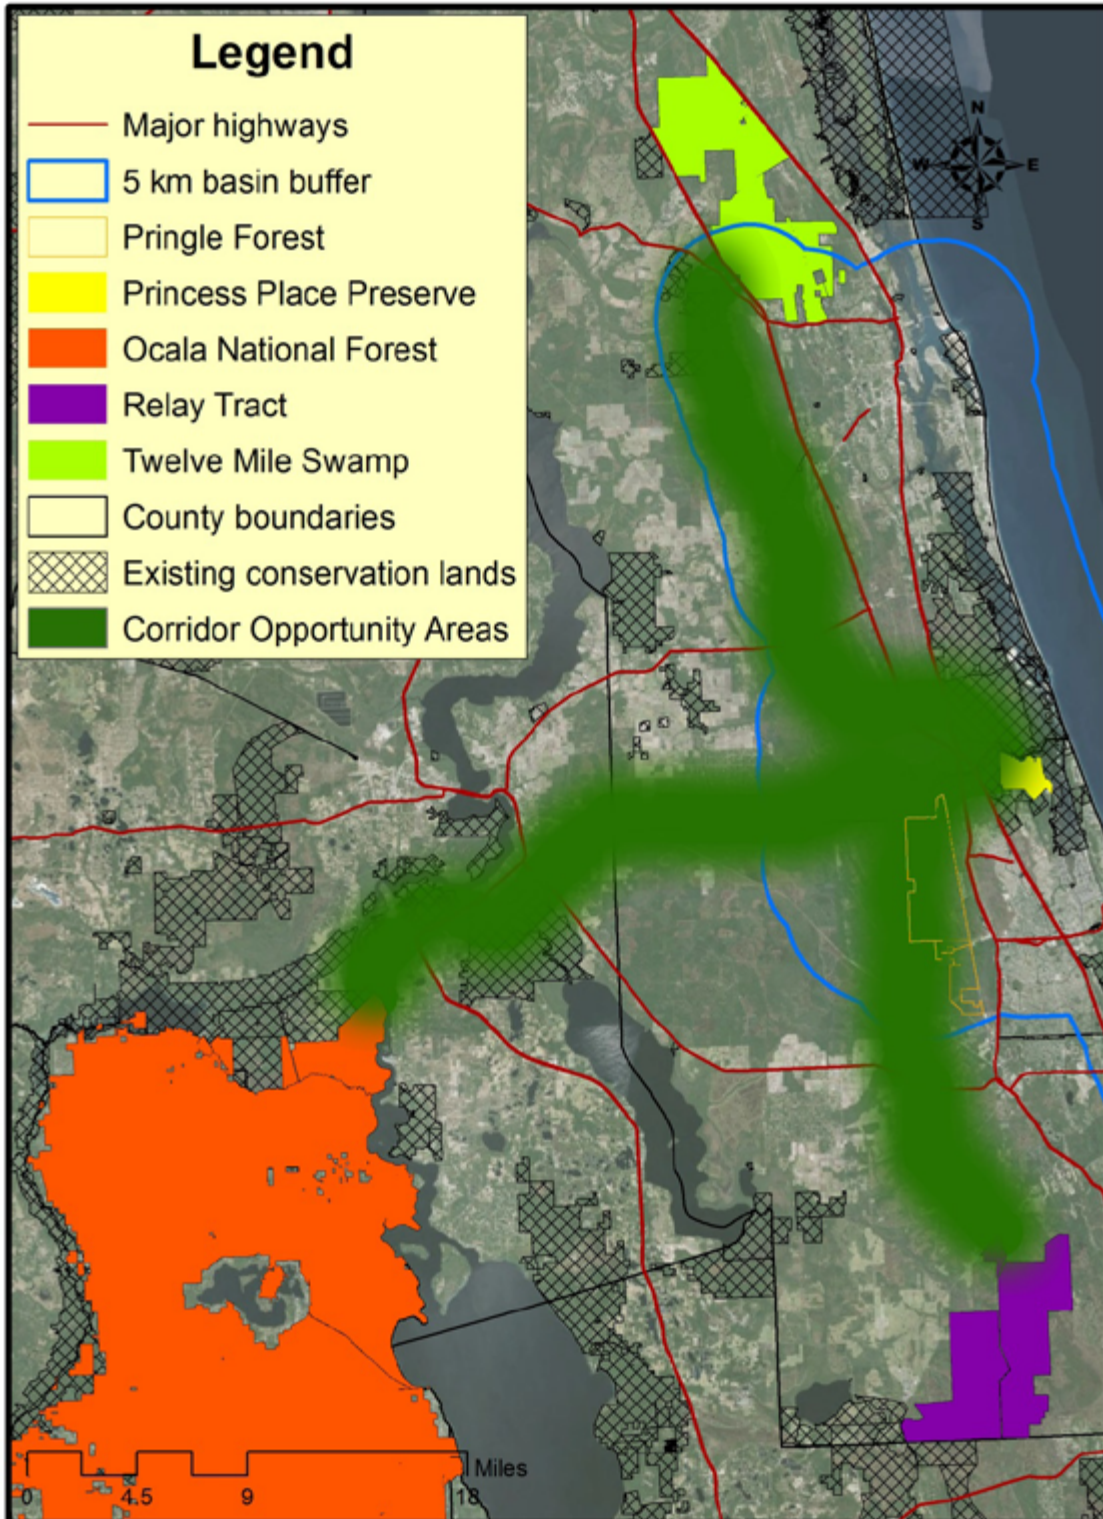 Legend
Major highways
5 km basin buffer
Pringle Forest
Princess Place Preserve
Ocala National Forest
Relay Tract
Twelve Mile Swamp
County boundaries
Existing conservation lands
Corridor Opportunity Areas
N
W E
S
Miles
0 4.5 9 18